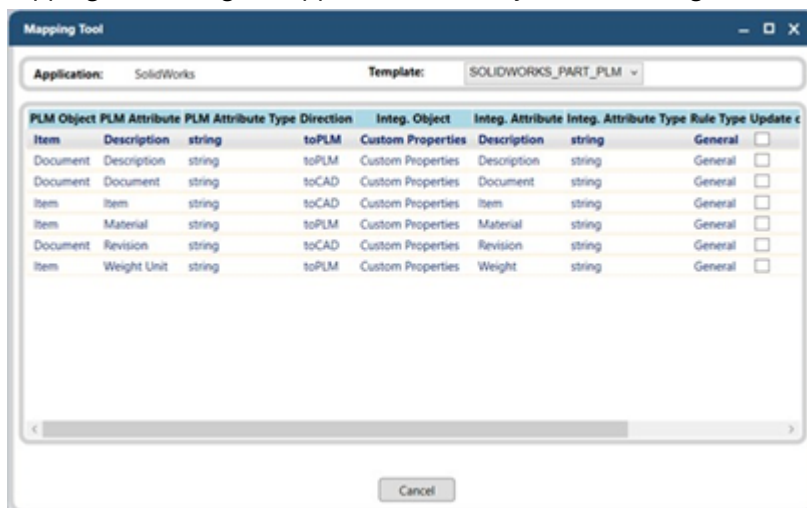 Mapping Tool
Application: SolidWorks Template: SOLIDWORKS_PART_PLM
PLM Object PLM Attribute PLM Attribute Type Direction Integ. Object Integ. Attribute Integ. Attribute Type Rule Type Update
Item Description string toPLM Custom Properties Description string General
Document Description string toPLM Custom Properties Description string General
Document Document string toCAD Custom Properties Document string General
Item Item string toCAD Custom Properties Item string General
Item Material string toPLM Custom Properties Material string General
Document Revision string toCAD Custom Properties Revision string General
Item Weight Unit string toPLM Custom Properties Weight string General
Cancel